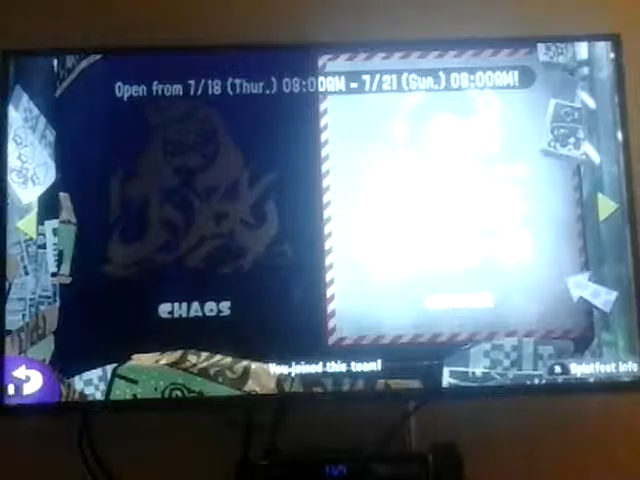 Open from 7/18 (Thur.) 08:00AM – 7/21 (Sun.) 08:00AM!
CHAOS
You joined this team!
Splatfest Info